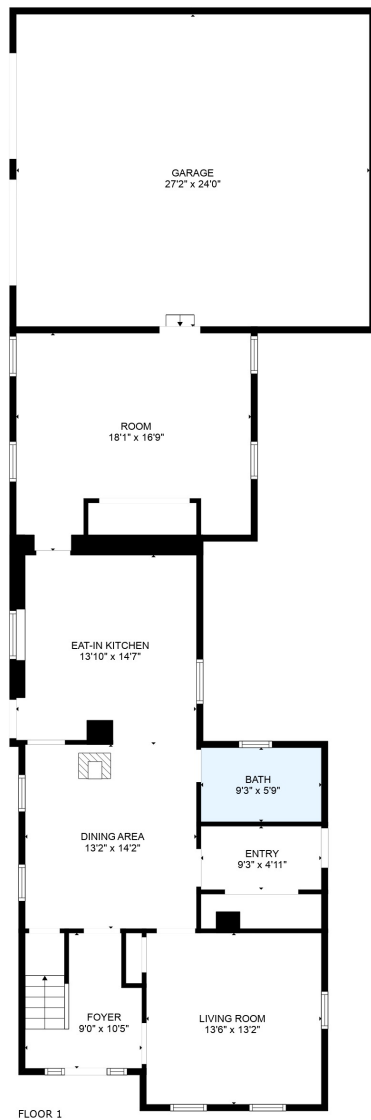 GARAGE
27'2" x 24'0"
ROOM
18'1" x 16'9"
EAT-IN KITCHEN
13'10" x 14'7"
BATH
9'3" x 5'9"
DINING AREA
13'2" x 14'2"
ENTRY
9'3" x 4'11"
FOYER
9'0" x 10'5"
LIVING ROOM
13'6" x 13'2"
FLOOR 1